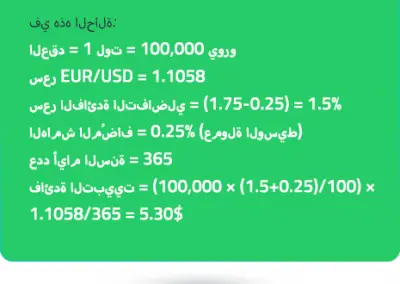 في هذه الحالة:
العقد = 1 لوت = 100,000 يورو
سعر EUR/USD = 1.1058
سعر الفائدة التفاضلي = (1.75-0.25) = 1.5%
الهامش المُضاف = 0.25% (عمولة الوسيط)
عدد أيام السنة = 365
فائدة التبييت = (100,000 × (1.5+0.25)/100) ×
1.1058/365 = 5.30$